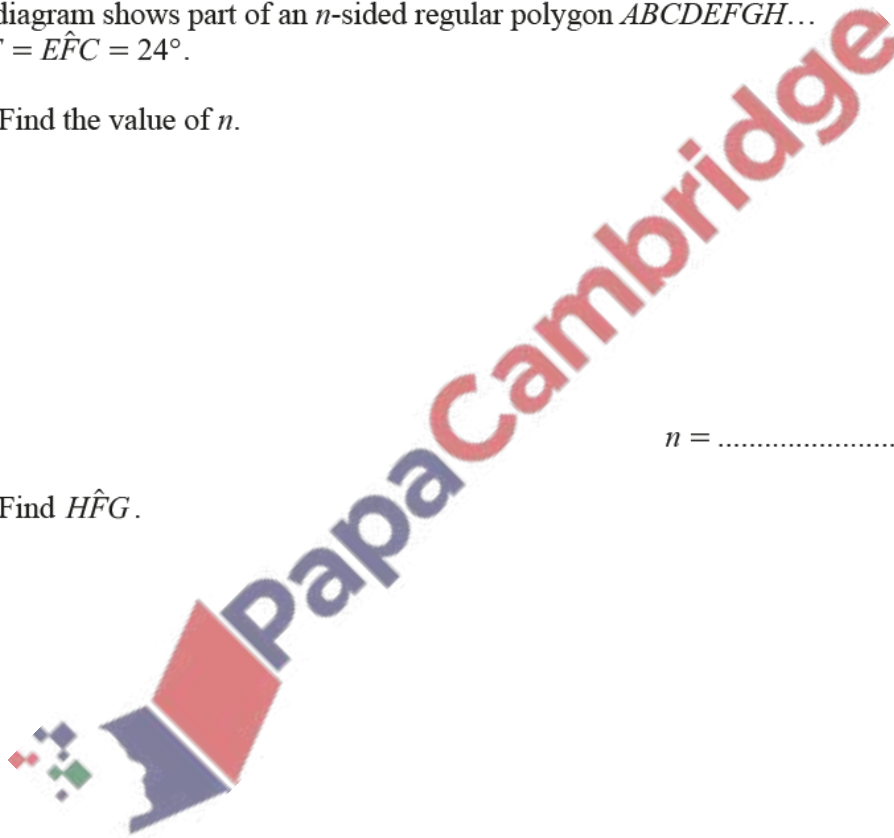 diagram shows part of an n-sided regular polygon ABCDEFGH...
= EF̂C = 24°.
Find the value of n.
n = ......................
Find HF̂G.
PapaCambridge